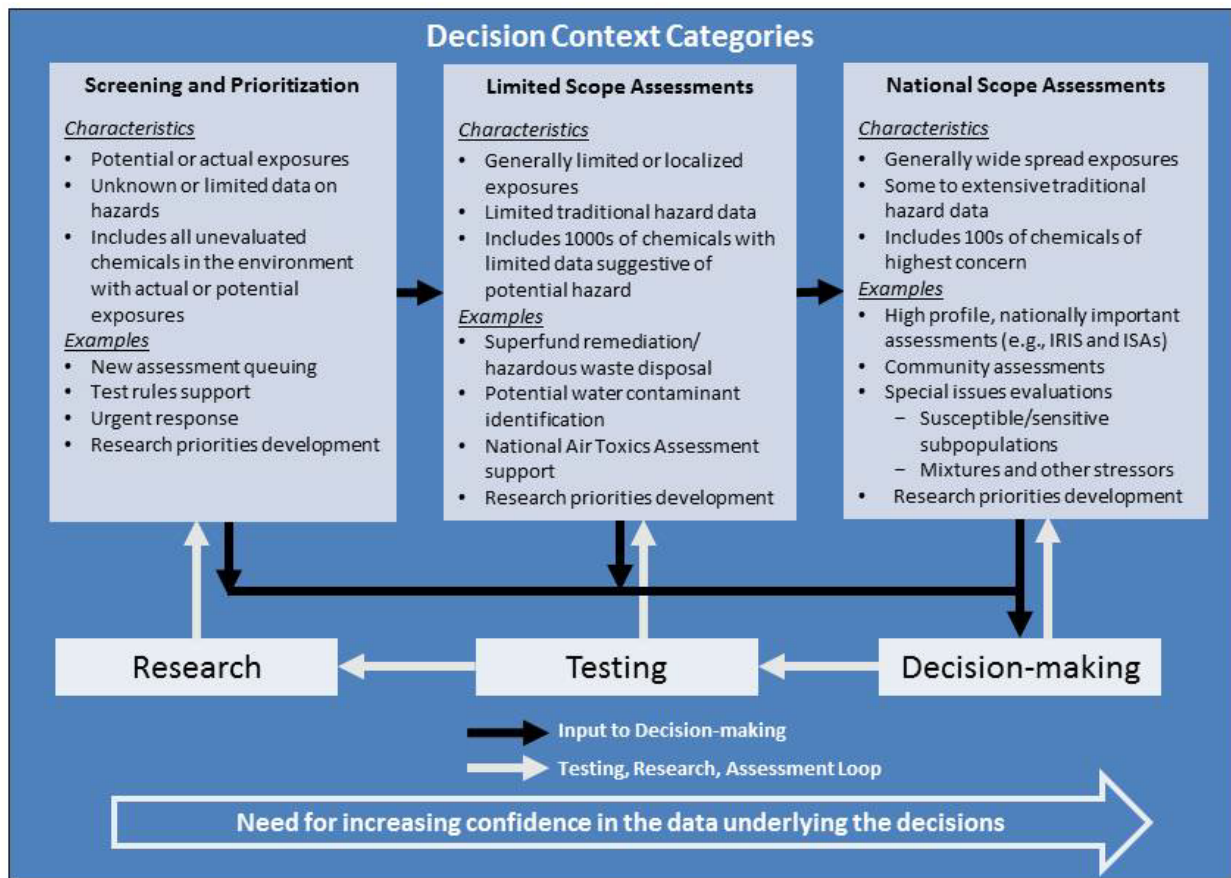 Decision Context Categories
Screening and Prioritization
Characteristics
• Potential or actual exposures
• Unknown or limited data on
hazards
• Includes all unevaluated
chemicals in the environment
with actual or potential
exposures
Examples
• New assessment queuing
• Test rules support
• Urgent response
• Research priorities development
Limited Scope Assessments
Characteristics
• Generally limited or localized
exposures
• Limited traditional hazard data
• Includes 1000s of chemicals with
limited data suggestive of
potential hazard
Examples
• Superfund remediation/
hazardous waste disposal
• Potential water contaminant
identification
• National Air Toxics Assessment
support
• Research priorities development
National Scope Assessments
Characteristics
• Generally wide spread exposures
• Some to extensive traditional
hazard data
• Includes 100s of chemicals of
highest concern
Examples
• High profile, nationally important
assessments (e.g., IRIS and ISAs)
• Community assessments
• Special issues evaluations
– Susceptible/sensitive
subpopulations
– Mixtures and other stressors
• Research priorities development
Research
Testing
Decision-making
Input to Decision-making
Testing, Research, Assessment Loop
Need for increasing confidence in the data underlying the decisions